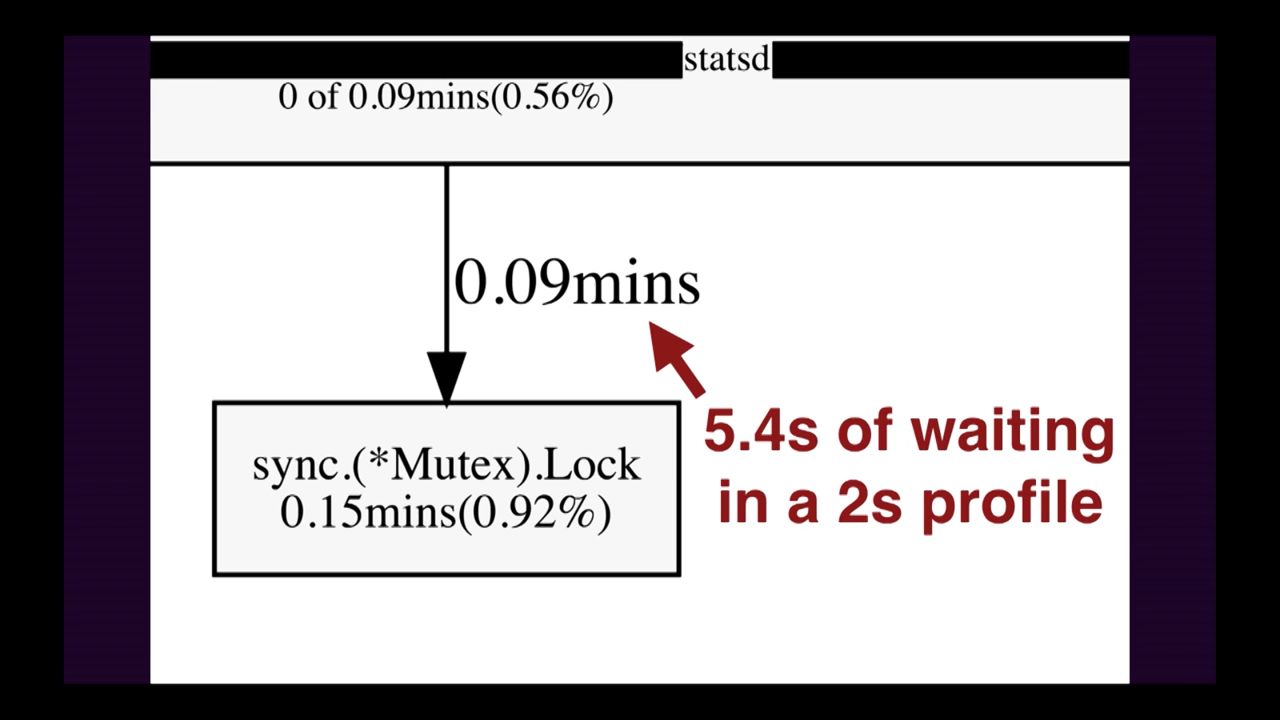 statsd
0 of 0.09mins(0.56%)
0.09mins
5.4s of waiting
in a 2s profile
sync.(*Mutex).Lock
0.15mins(0.92%)